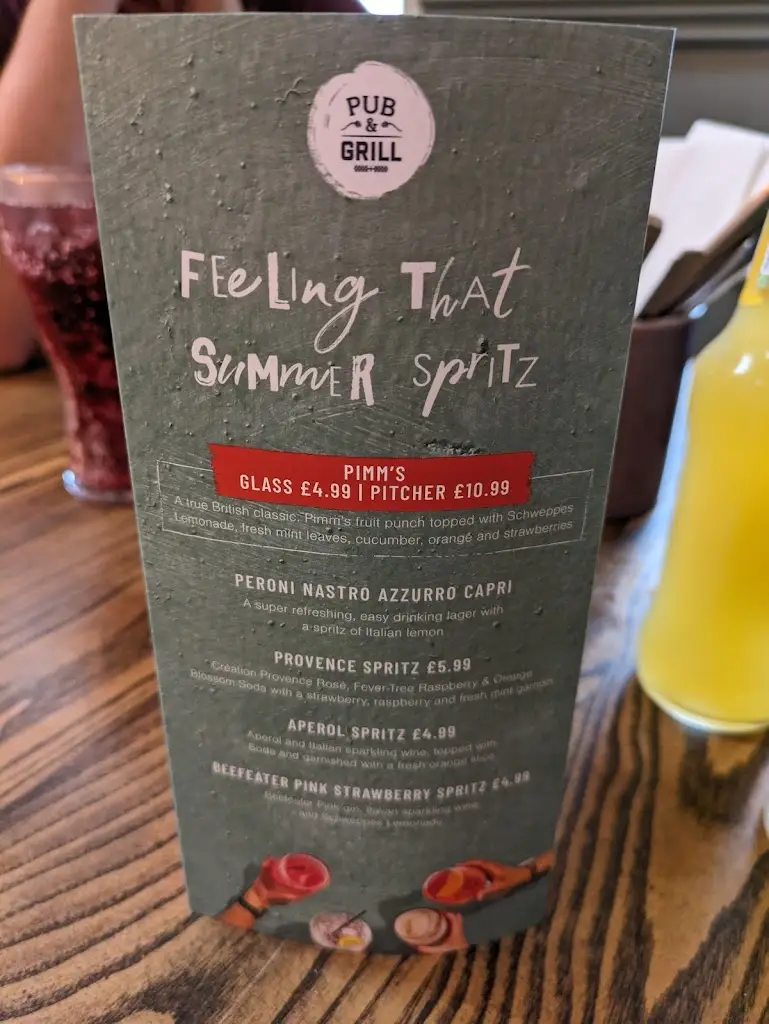 PUB
&
GRILL
Feeling That
Summer Spritz
PIMM'S
GLASS £4.99 | PITCHER £10.99
A true British classic. Pimm's fruit punch topped with Schweppes
Lemonade, fresh mint leaves, cucumber, orange and strawberries
PERONI NASTRO AZZURRO CAPRI
A super refreshing, easy drinking lager with
a spritz of Italian lemon
PROVENCE SPRITZ £5.99
Création Provence Rosé, Fever-Tree Raspberry & Orange
Blossom Soda with a strawberry, raspberry and fresh mint garnish
APEROL SPRITZ £4.99
Aperol and Italian sparkling wine, topped with
Soda and garnished with a fresh orange slice
BEEFEATER PINK STRAWBERRY SPRITZ £4.99
Beefeater Pink gin, Italian sparkling wine
and Schweppes Lemonade